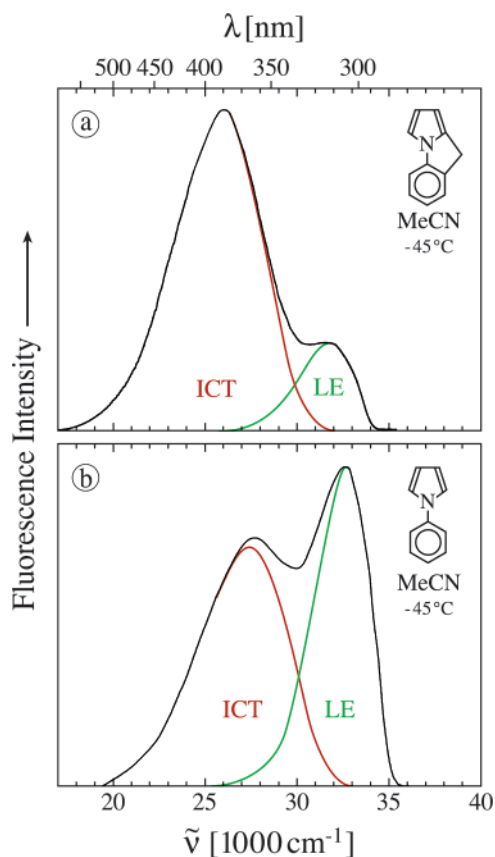 λ [nm]
500 450 400 350 300
ⓐ
N
MeCN
-45°C
ICT LE
ⓑ
N
MeCN
-45°C
ICT LE
20 25 30 35 40
ν̃ [1000 cm⁻¹]
Fluorescence Intensity